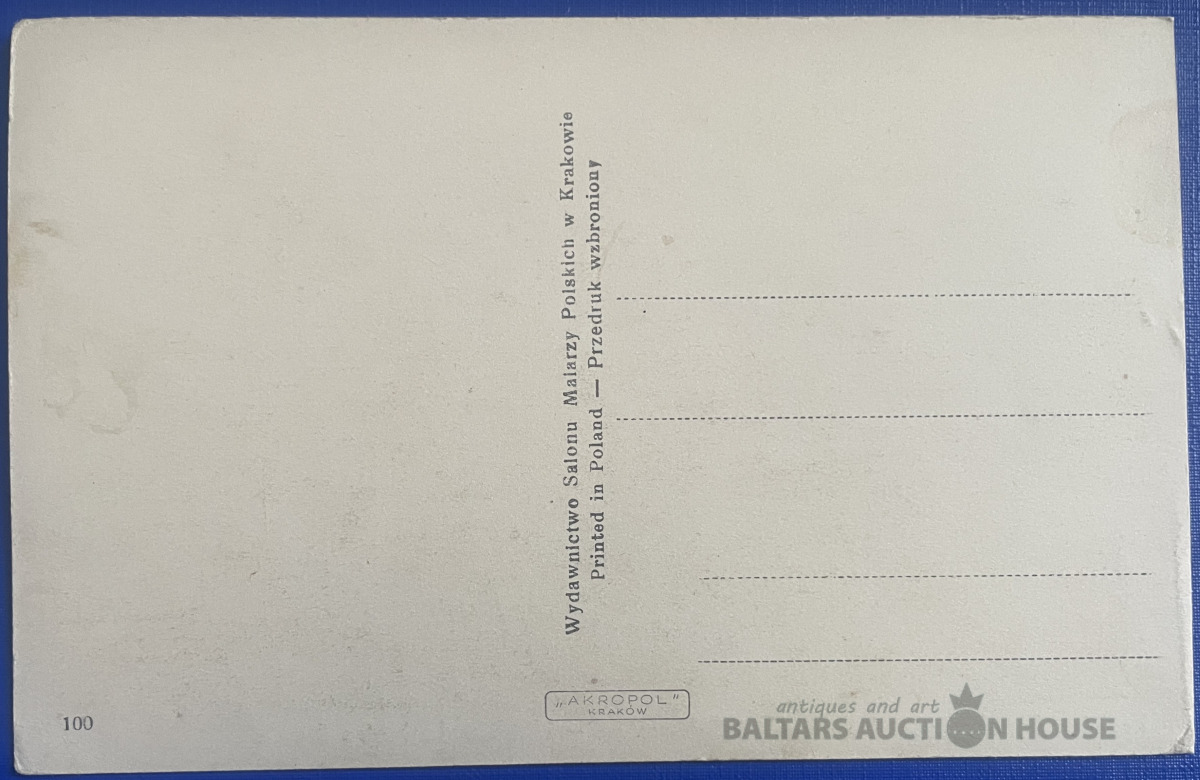 Wydawnictwo Salonu Malarzy Polskich w Krakowie
Printed in Poland — Przedruk wzbroniony
100
„AKROPOL”
KRAKÓW
antiques and art
BALTARS AUCTION HOUSE